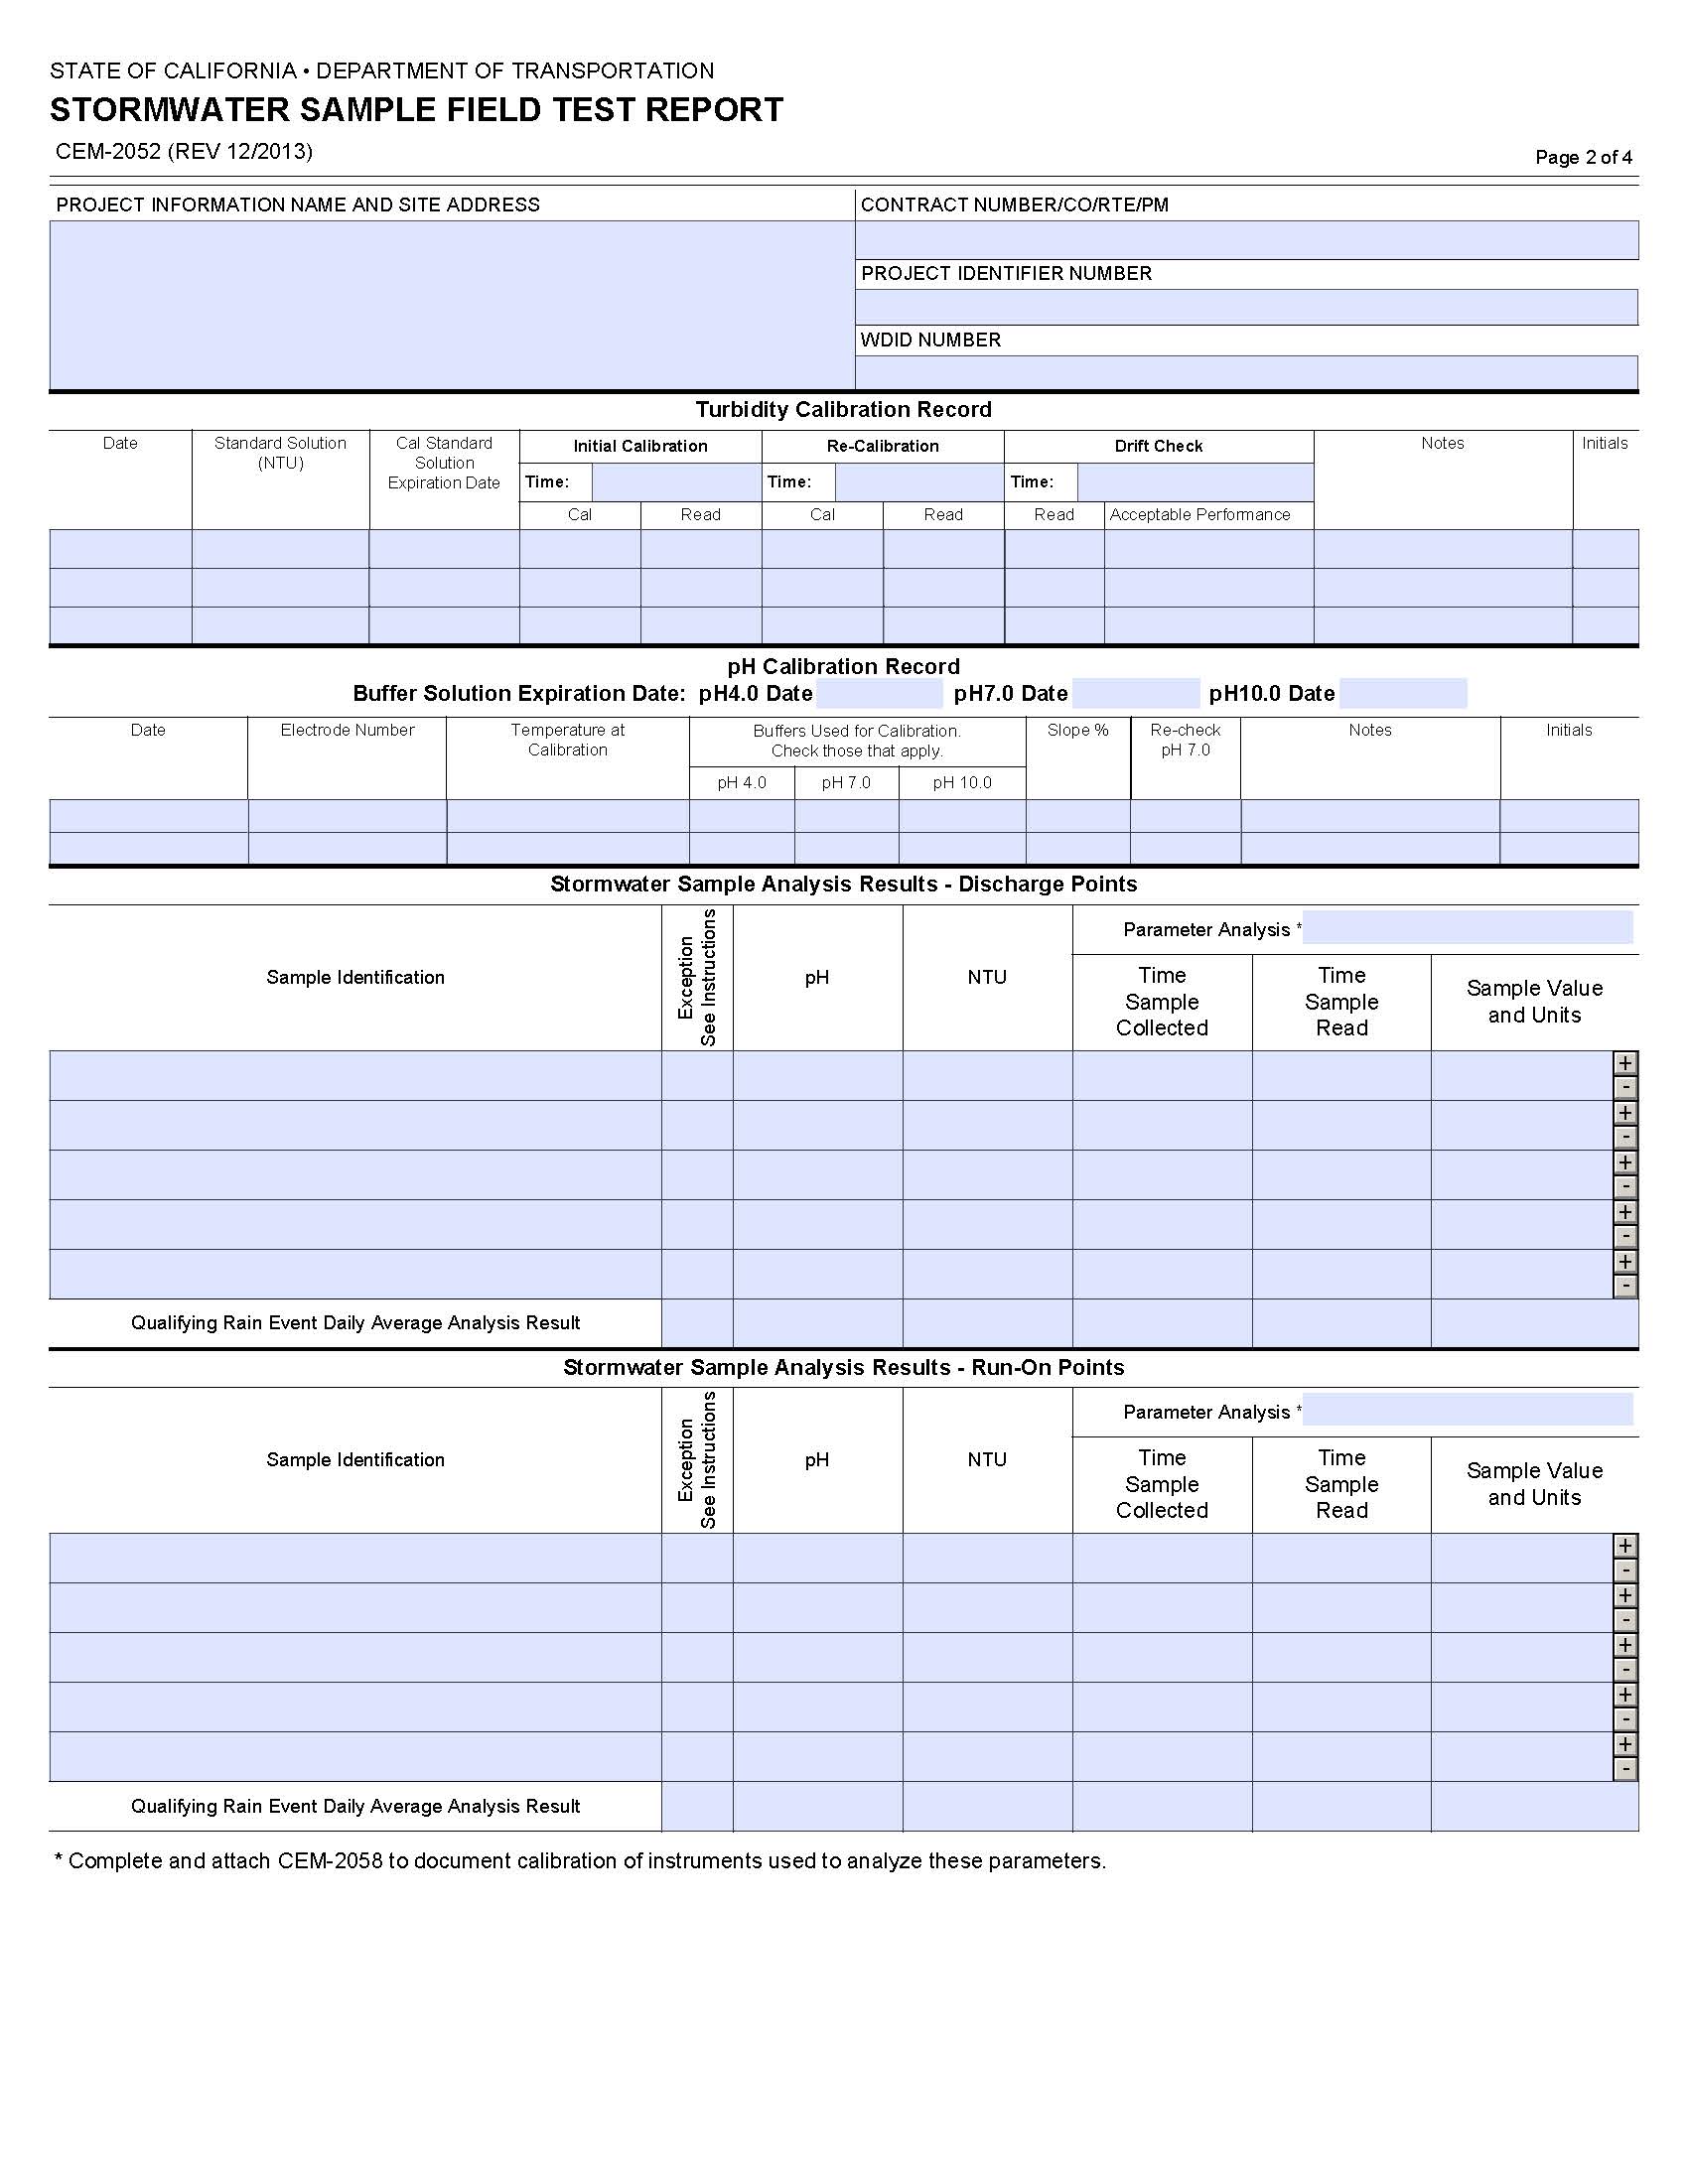 STATE OF CALIFORNIA • DEPARTMENT OF TRANSPORTATION
STORMWATER SAMPLE FIELD TEST REPORT
CEM-2052 (REV 12/2013)
Page 2 of 4
PROJECT INFORMATION NAME AND SITE ADDRESS
CONTRACT NUMBER/CO/RTE/PM
PROJECT IDENTIFIER NUMBER
WDID NUMBER
Turbidity Calibration Record
Date
Standard Solution
(NTU)
Cal Standard
Solution
Expiration Date
Initial Calibration
Re-Calibration
Drift Check
Notes
Initials
Time:
Time:
Time:
Cal
Read
Cal
Read
Read
Acceptable Performance
pH Calibration Record
Buffer Solution Expiration Date: pH4.0 Date pH7.0 Date pH10.0 Date
Date
Electrode Number
Temperature at
Calibration
Buffers Used for Calibration.
Check those that apply.
pH 4.0
pH 7.0
pH 10.0
Slope %
Re-check
pH 7.0
Notes
Initials
Stormwater Sample Analysis Results - Discharge Points
Sample Identification
Exception
See Instructions
pH
NTU
Parameter Analysis *
Time
Sample
Collected
Time
Sample
Read
Sample Value
and Units
+
-
+
-
+
-
+
-
+
-
Qualifying Rain Event Daily Average Analysis Result
Stormwater Sample Analysis Results - Run-On Points
Sample Identification
Exception
See Instructions
pH
NTU
Parameter Analysis *
Time
Sample
Collected
Time
Sample
Read
Sample Value
and Units
+
-
+
-
+
-
+
-
+
-
Qualifying Rain Event Daily Average Analysis Result
* Complete and attach CEM-2058 to document calibration of instruments used to analyze these parameters.